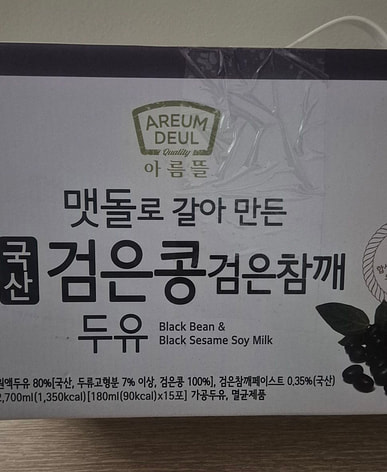 AREUM
DEUL
Quality
아름뜰
맷돌로 갈아 만든
국산 검은콩 검은참깨
두유 Black Bean &
Black Sesame Soy Milk
원액두유 80%[국산, 두류고형분 7% 이상, 검은콩 100%], 검은참깨페이스트 0.35%(국산)
2,700ml(1,350kcal)[180ml(90kcal)x15포] 가공두유, 멸균제품